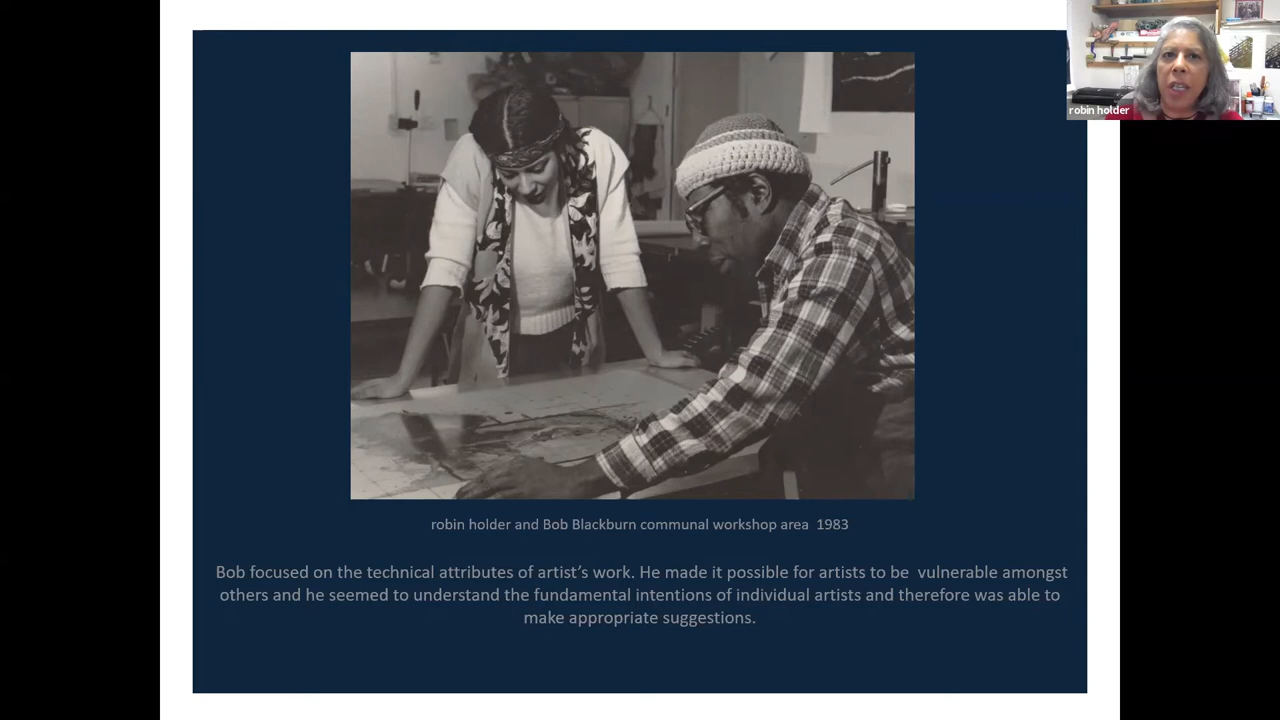 robin holder
robin holder and Bob Blackburn communal workshop area  1983
Bob focused on the technical attributes of artist’s work. He made it possible for artists to be  vulnerable amongst
others and he seemed to understand the fundamental intentions of individual artists and therefore was able to
make appropriate suggestions.